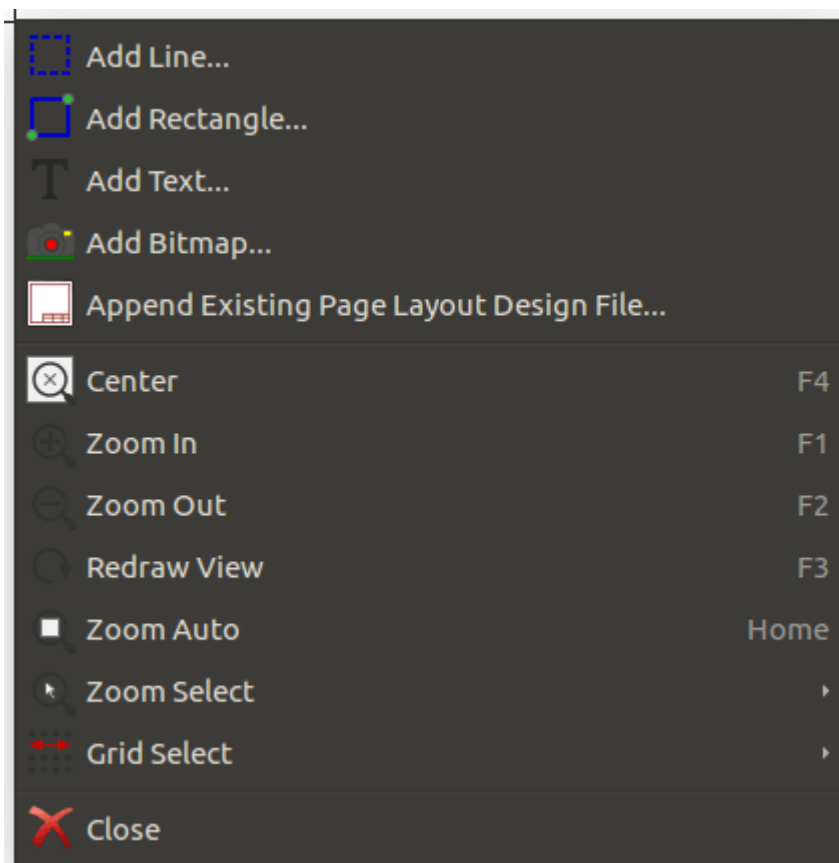 Add Line...
Add Rectangle...
Add Text...
Add Bitmap...
Append Existing Page Layout Design File...
Center F4
Zoom In F1
Zoom Out F2
Redraw View F3
Zoom Auto Home
Zoom Select
Grid Select
Close